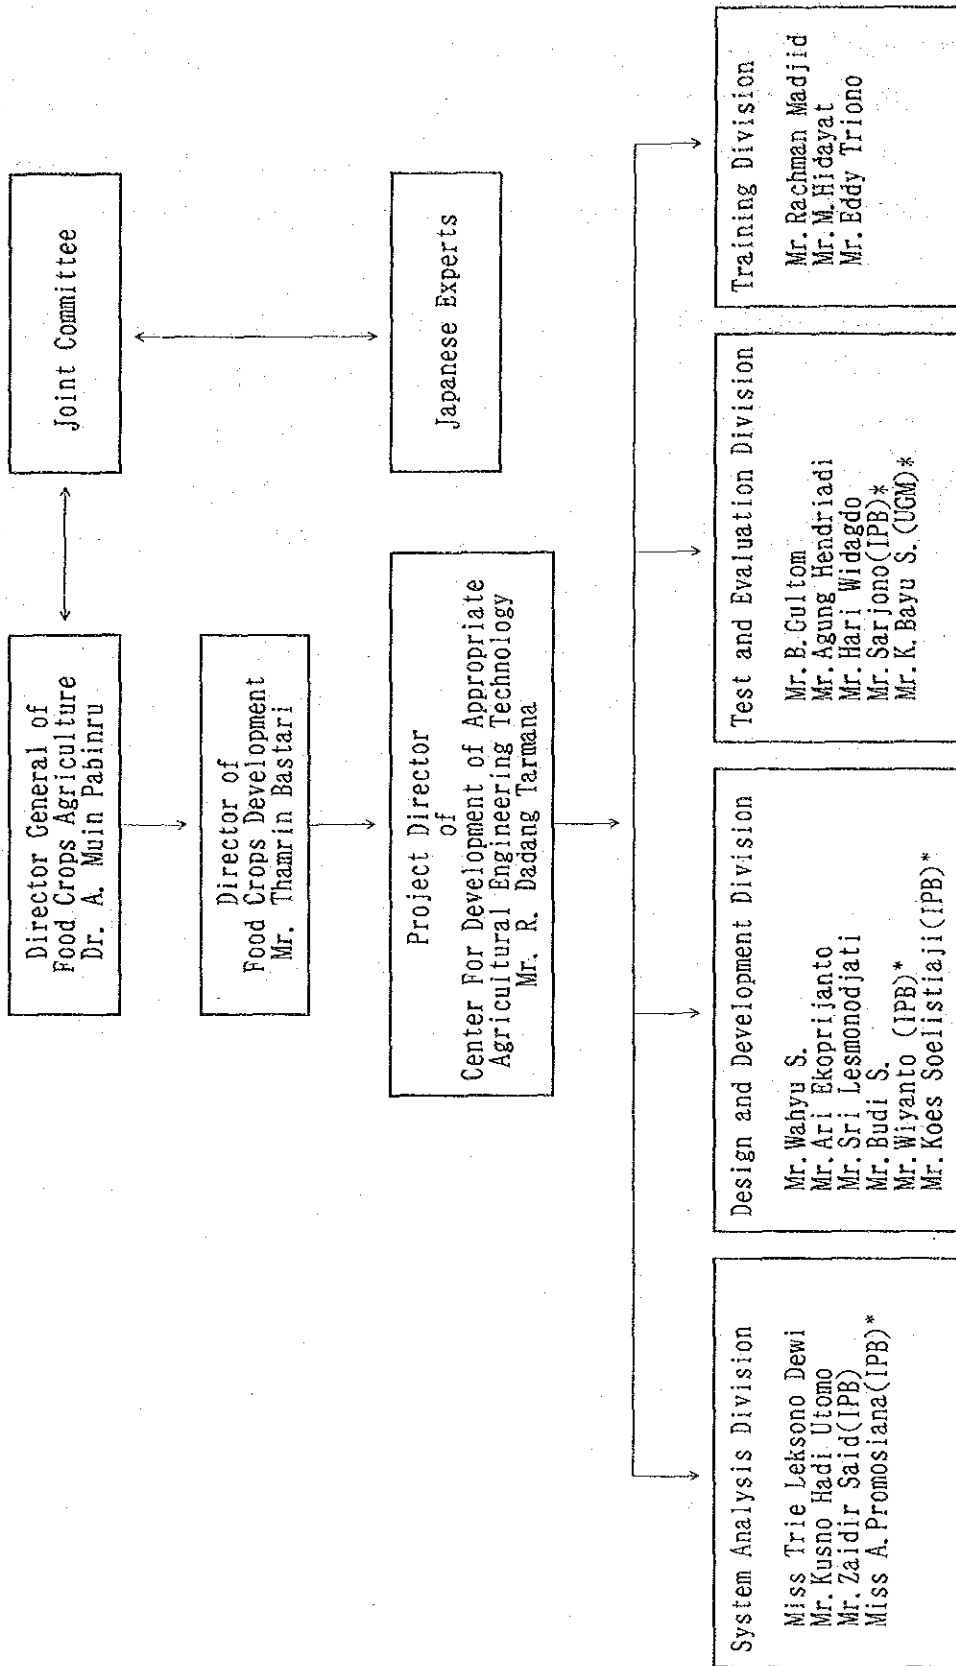 Director General of
Food Crops Agriculture
Dr. A. Muin Pabinru
Joint Committee
Director of
Food Crops Development
Mr. Thamrin Bastari
Project Director
of
Center For Development of Appropriate
Agricultural Engineering Technology
Mr. R. Dadang Tarmana
Japanese Experts
System Analysis Division
Miss Trie Leksono Dewi
Mr. Kusno Hadi Utomo
Mr. Zaidir Said(IPB)
Miss A.Promosiana(IPB)*
Design and Development Division
Mr. Wahyu S.
Mr. Ari Ekoprijanto
Mr. Sri Lesmonodjati
Mr. Budi S.
Mr. Wiyanto (IPB)*
Mr. Koes Soelistiaji(IPB)*
Test and Evaluation Division
Mr. B. Gultom
Mr. Agung Hendriadi
Mr. Hari Widagdo
Mr. Sarjono(IPB)*
Mr. K. Bayu S. (UGM)*
Training Division
Mr. Rachman Madjid
Mr. M. Hidayat
Mr. Eddy Triono